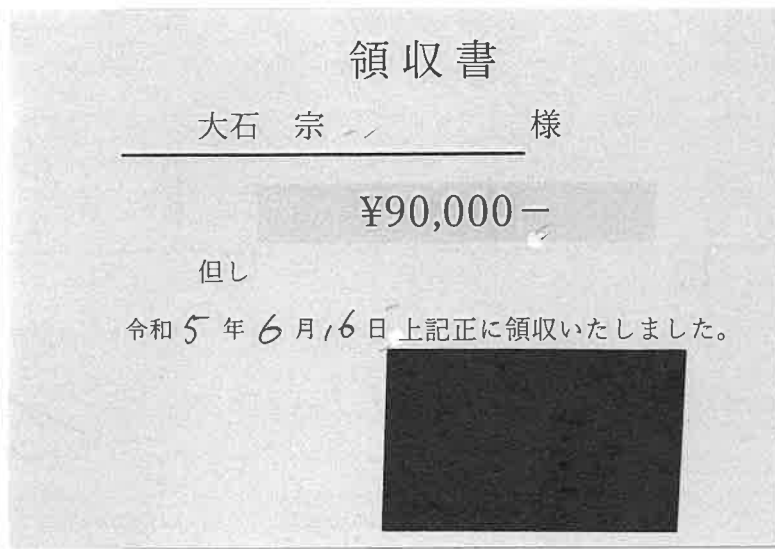 領収書
大石 宗 様
¥90,000－
但し
令和5年6月16日上記正に領収いたしました。